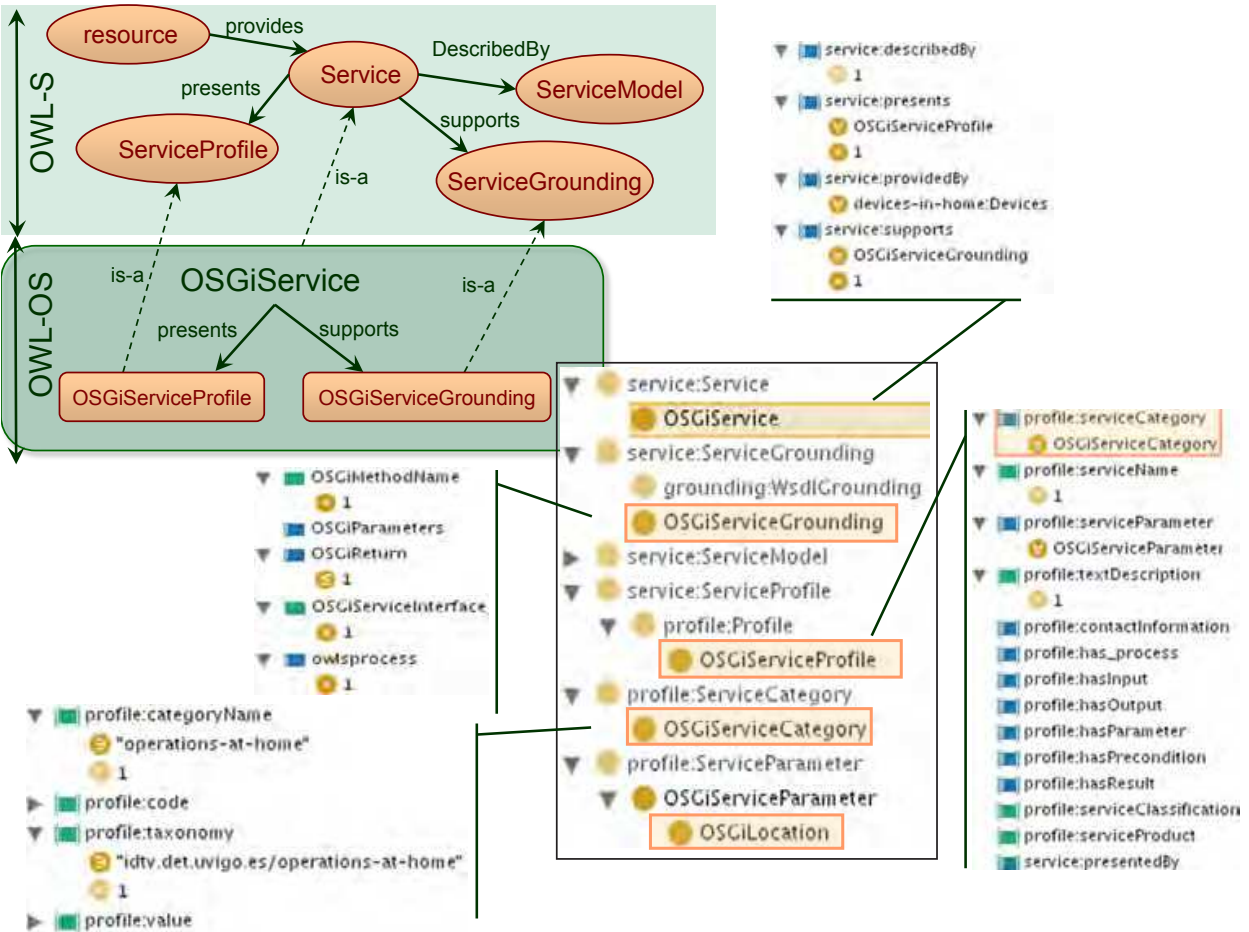 resource
provides
Service
DescribedBy
ServiceModel
presents
supports
ServiceProfile
ServiceGrounding
is-a
OWL-S
OWL-OS
is-a
OSGiService
is-a
presents
supports
OSGiServiceProfile
OSGiServiceGrounding
service:describedBy
1
service:presents
OSGiServiceProfile
1
service:providedBy
devices-in-home:Devices
service:supports
OSGiServiceGrounding
1
service:Service
OSGiService
service:ServiceGrounding
grounding:WsdlGrounding
OSGiServiceGrounding
service:ServiceModel
service:ServiceProfile
profile:Profile
OSGiServiceProfile
profile:ServiceCategory
OSGiServiceCategory
profile:ServiceParameter
OSGiServiceParameter
OSGiLocation
OSGiMethodName
1
OSGiParameters
OSGiReturn
1
OSGiServiceInterface
1
owlsprocess
1
profile:categoryName
"operations-at-home"
1
profile:code
profile:taxonomy
"idtv.det.uvigo.es/operations-at-home"
1
profile:value
profile:serviceCategory
OSGiServiceCategory
profile:serviceName
1
profile:serviceParameter
OSGiServiceParameter
profile:textDescription
1
profile:contactInformation
profile:has_process
profile:hasInput
profile:hasOutput
profile:hasParameter
profile:hasPrecondition
profile:hasResult
profile:serviceClassification
profile:serviceProduct
service:presentedBy